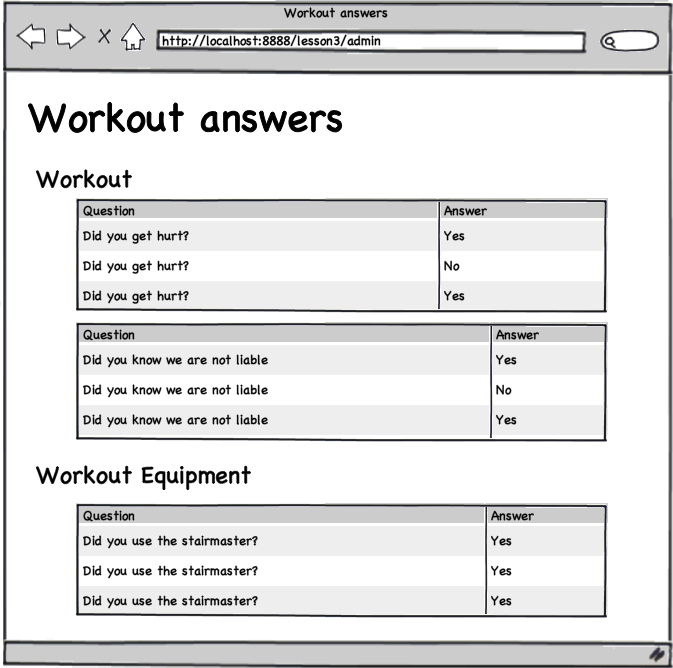 Workout answers
http://localhost:8888/lesson3/admin
Workout answers
Workout
Question Answer
Did you get hurt? Yes
Did you get hurt? No
Did you get hurt? Yes
Question Answer
Did you know we are not liable Yes
Did you know we are not liable No
Did you know we are not liable Yes
Workout Equipment
Question Answer
Did you use the stairmaster? Yes
Did you use the stairmaster? Yes
Did you use the stairmaster? Yes